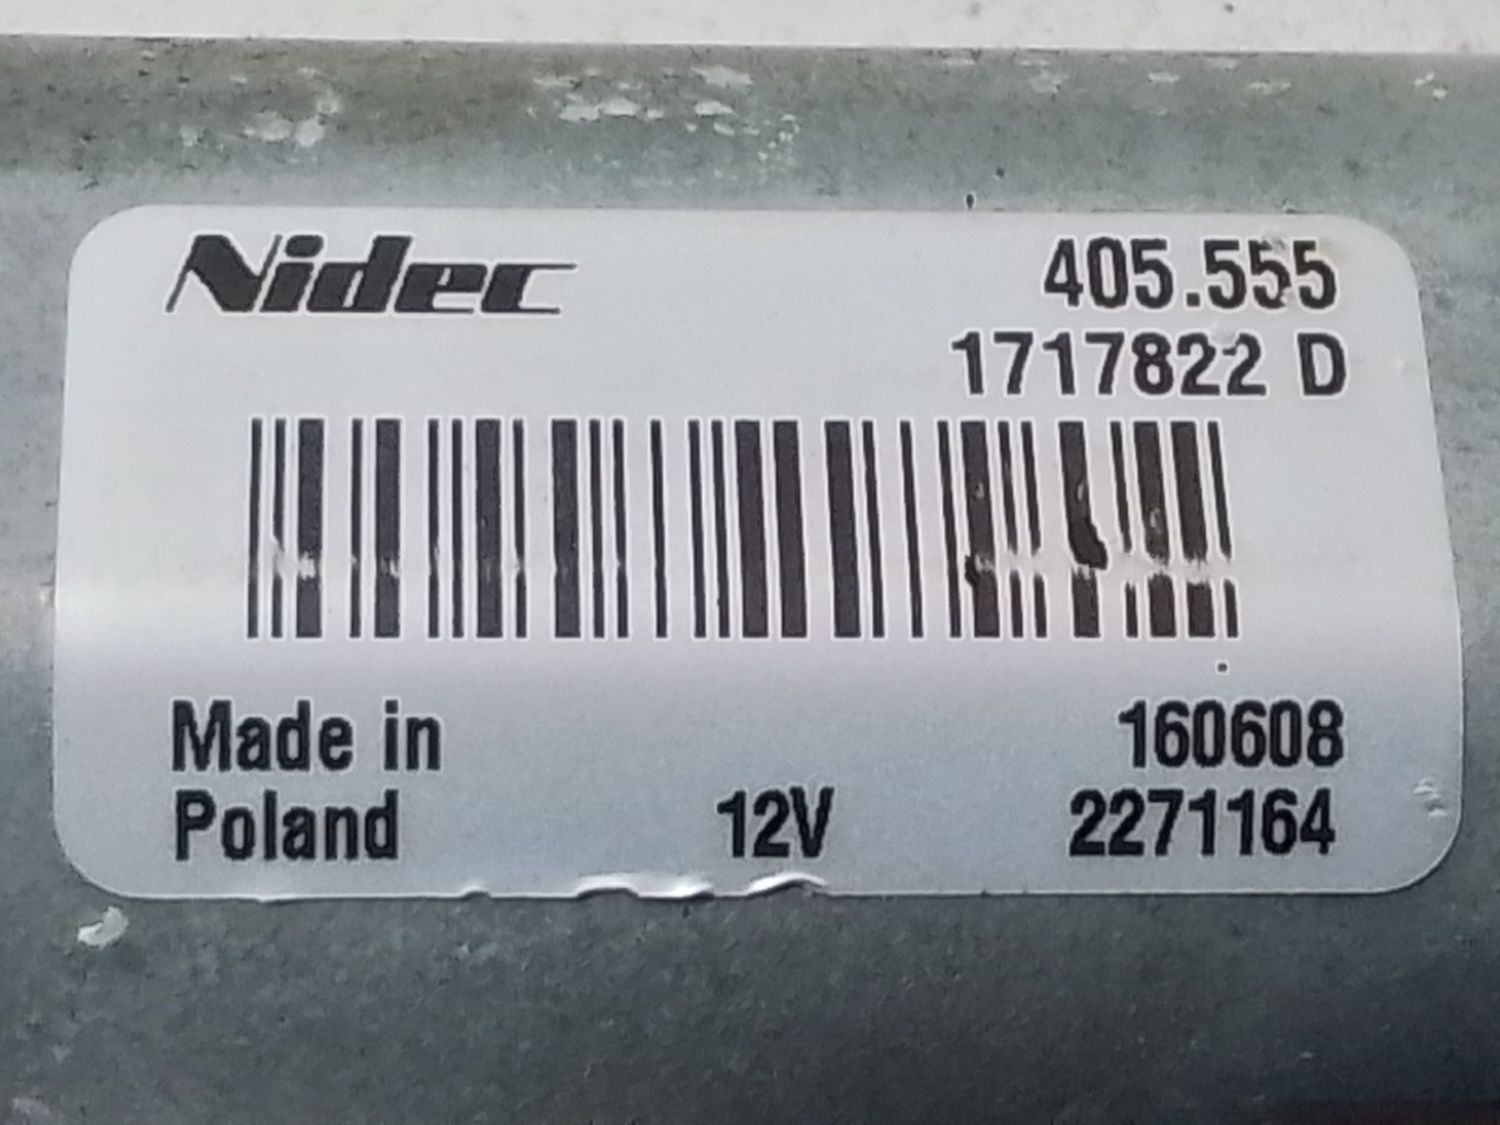 Nidec
405.555
1717822 D
Made in
Poland
12V
160608
2271164